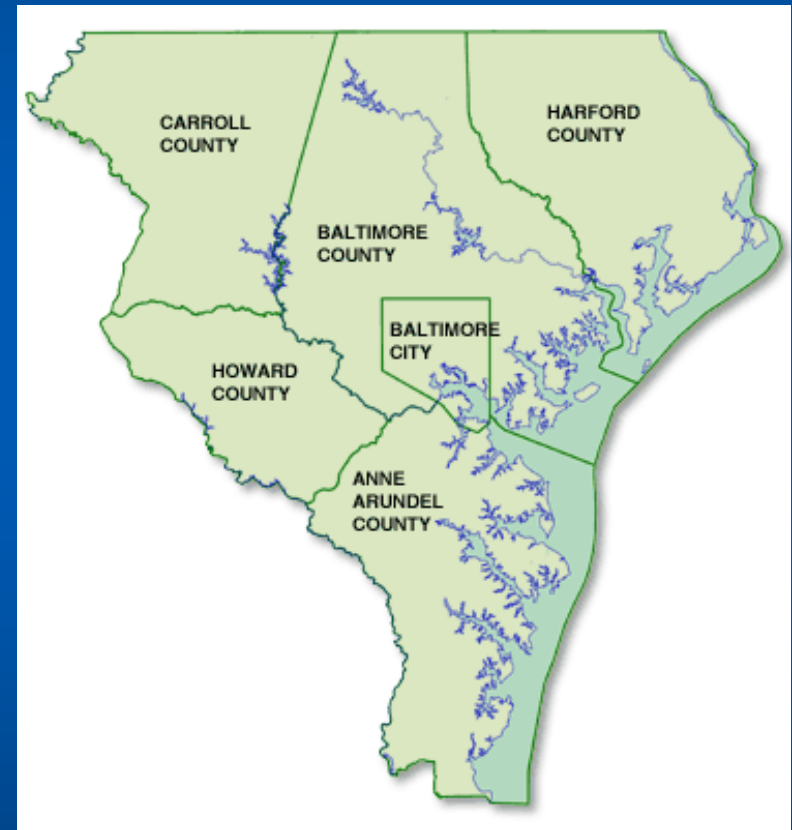 CARROLL
COUNTY
HARFORD
COUNTY
BALTIMORE
COUNTY
BALTIMORE
CITY
HOWARD
COUNTY
ANNE
ARUNDEL
COUNTY